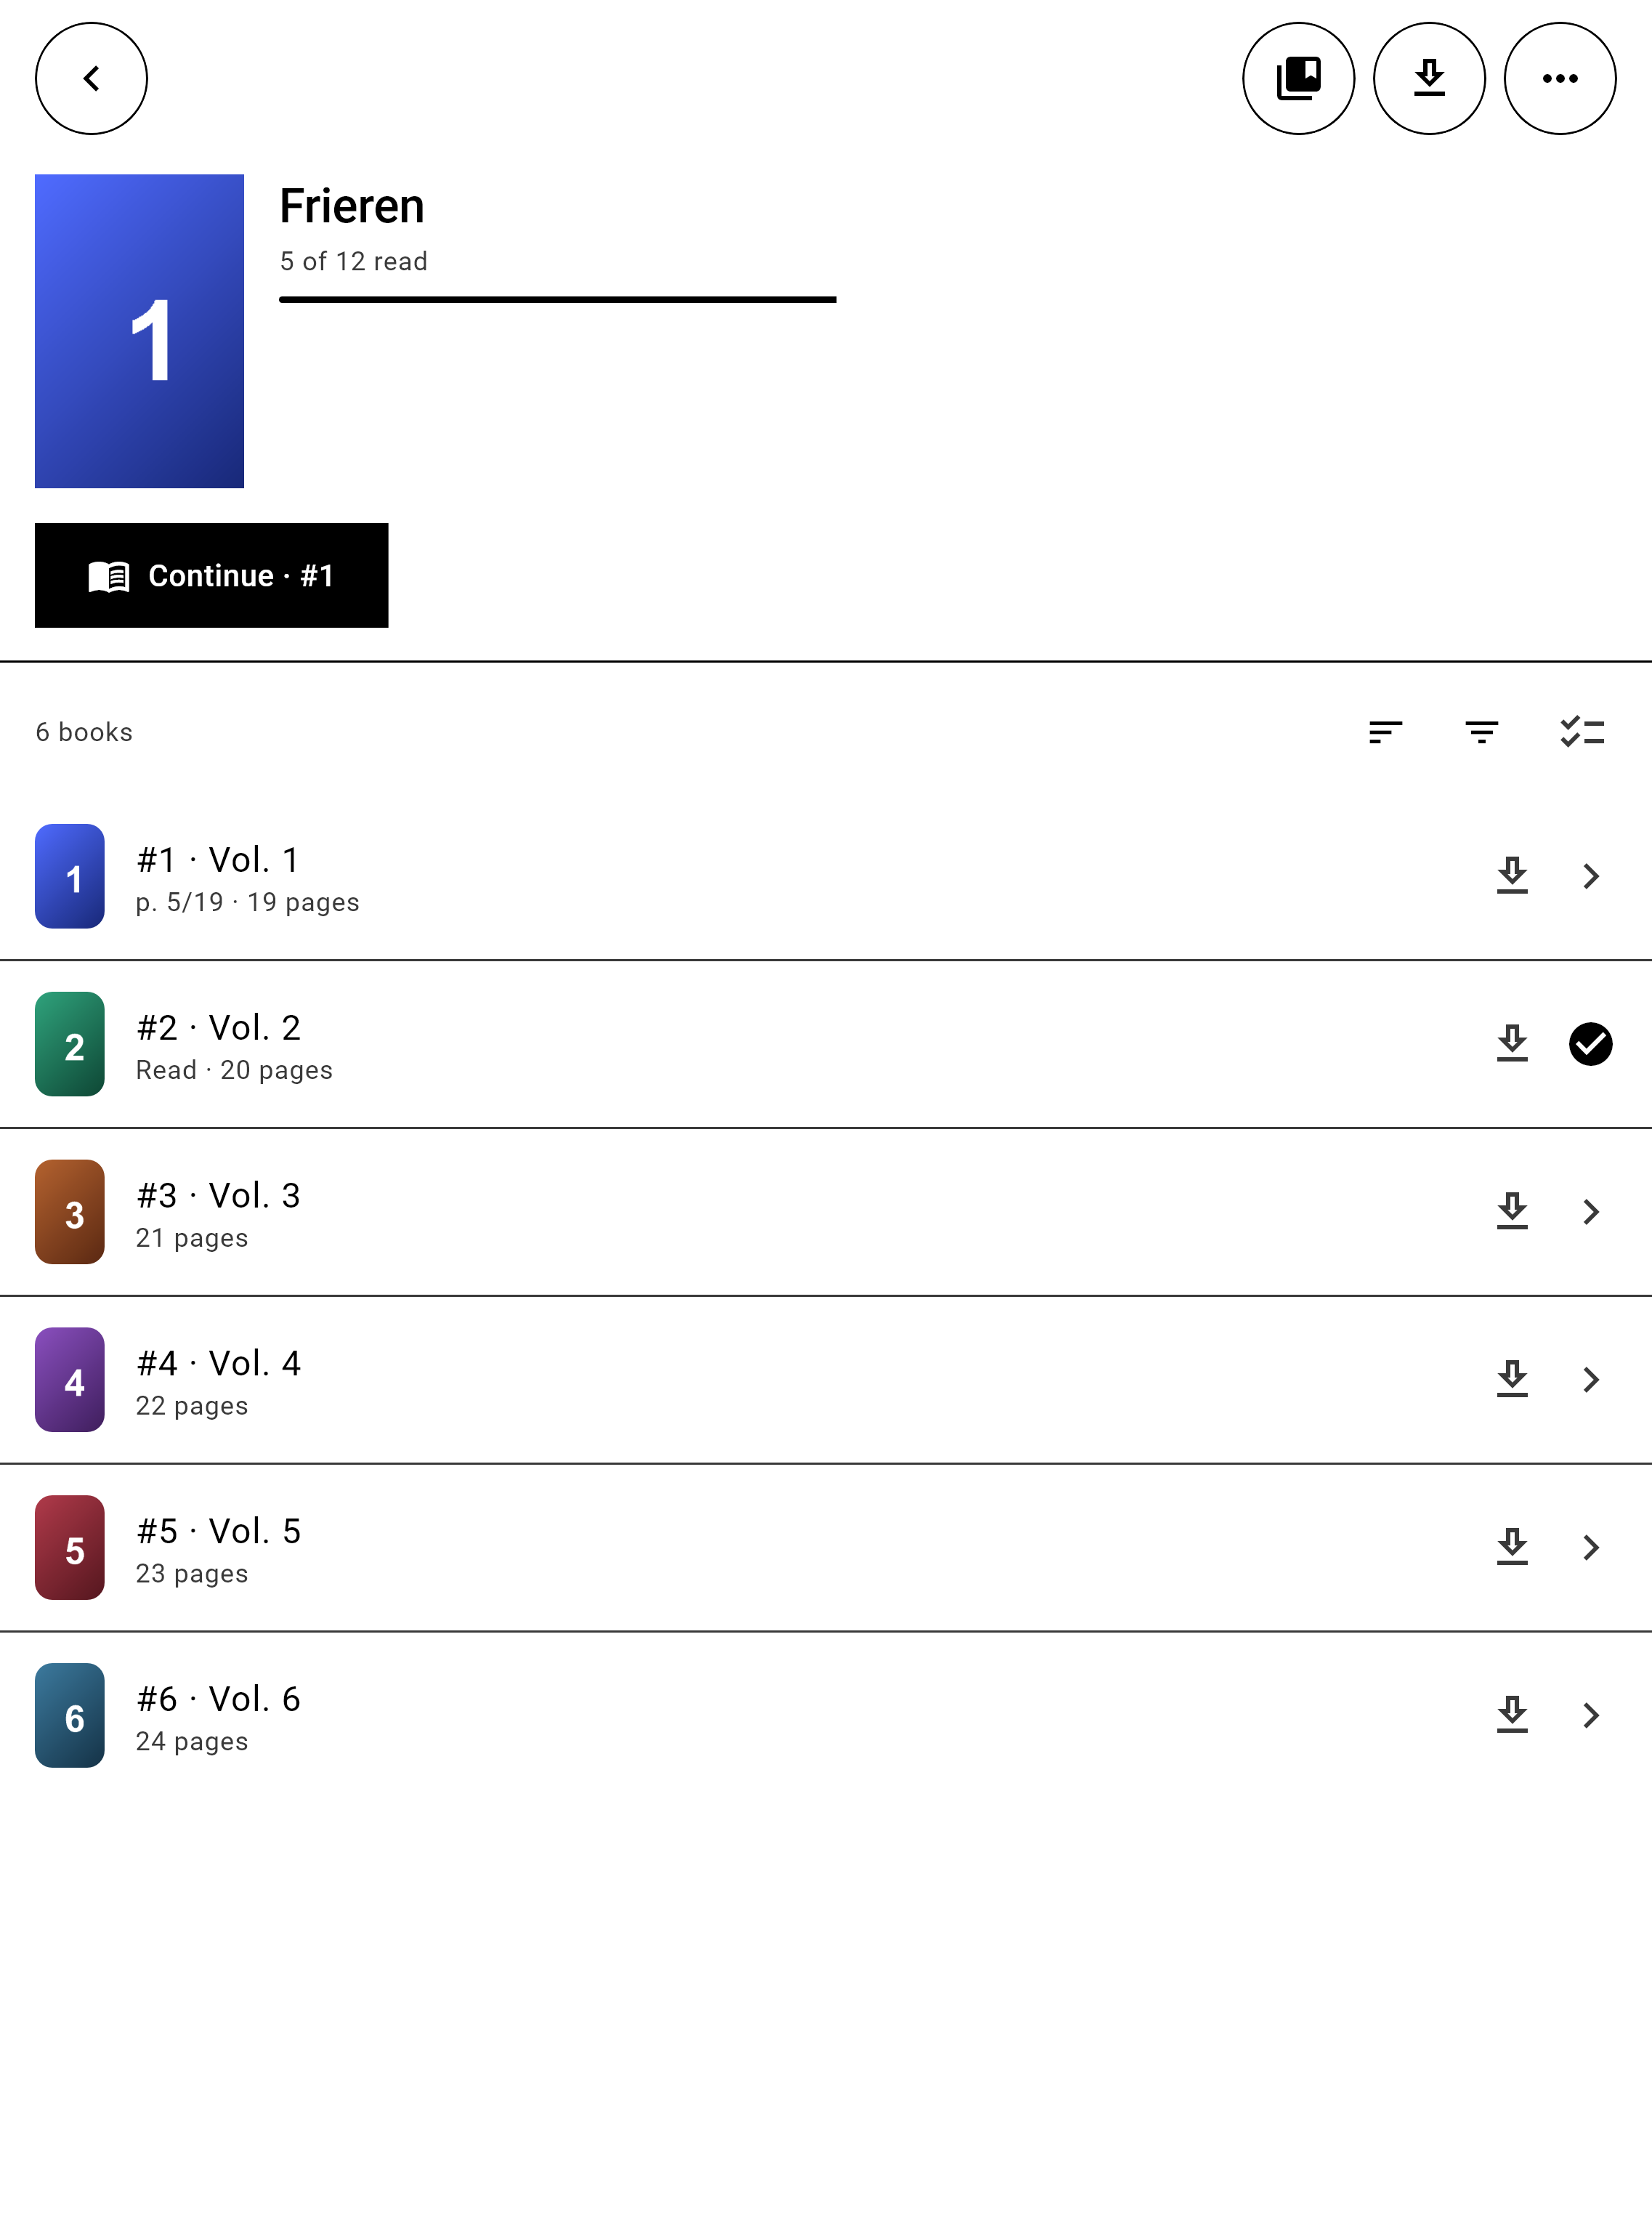 1
Frieren
5 of 12 read
Continue · #1
6 books
1
#1 · Vol. 1
p. 5/19 · 19 pages
2
#2 · Vol. 2
Read · 20 pages
3
#3 · Vol. 3
21 pages
4
#4 · Vol. 4
22 pages
5
#5 · Vol. 5
23 pages
6
#6 · Vol. 6
24 pages